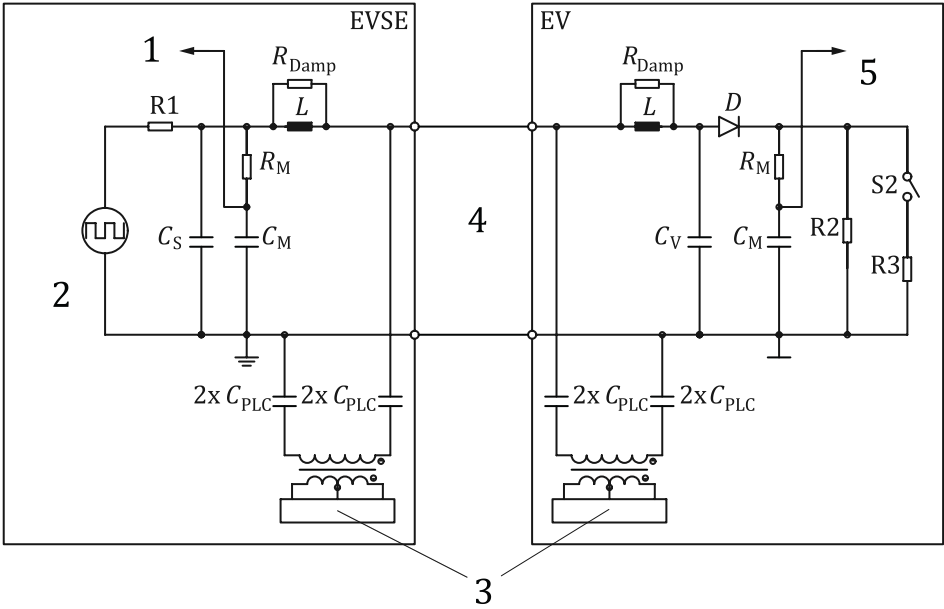 EVSE
EV
1
R_Damp
L
R1
R_M
C_S
C_M
2
2x C_PLC
2x C_PLC
4
R_Damp
L
D
5
R_M
C_V
C_M
R2
S2
R3
2x C_PLC
2x C_PLC
3